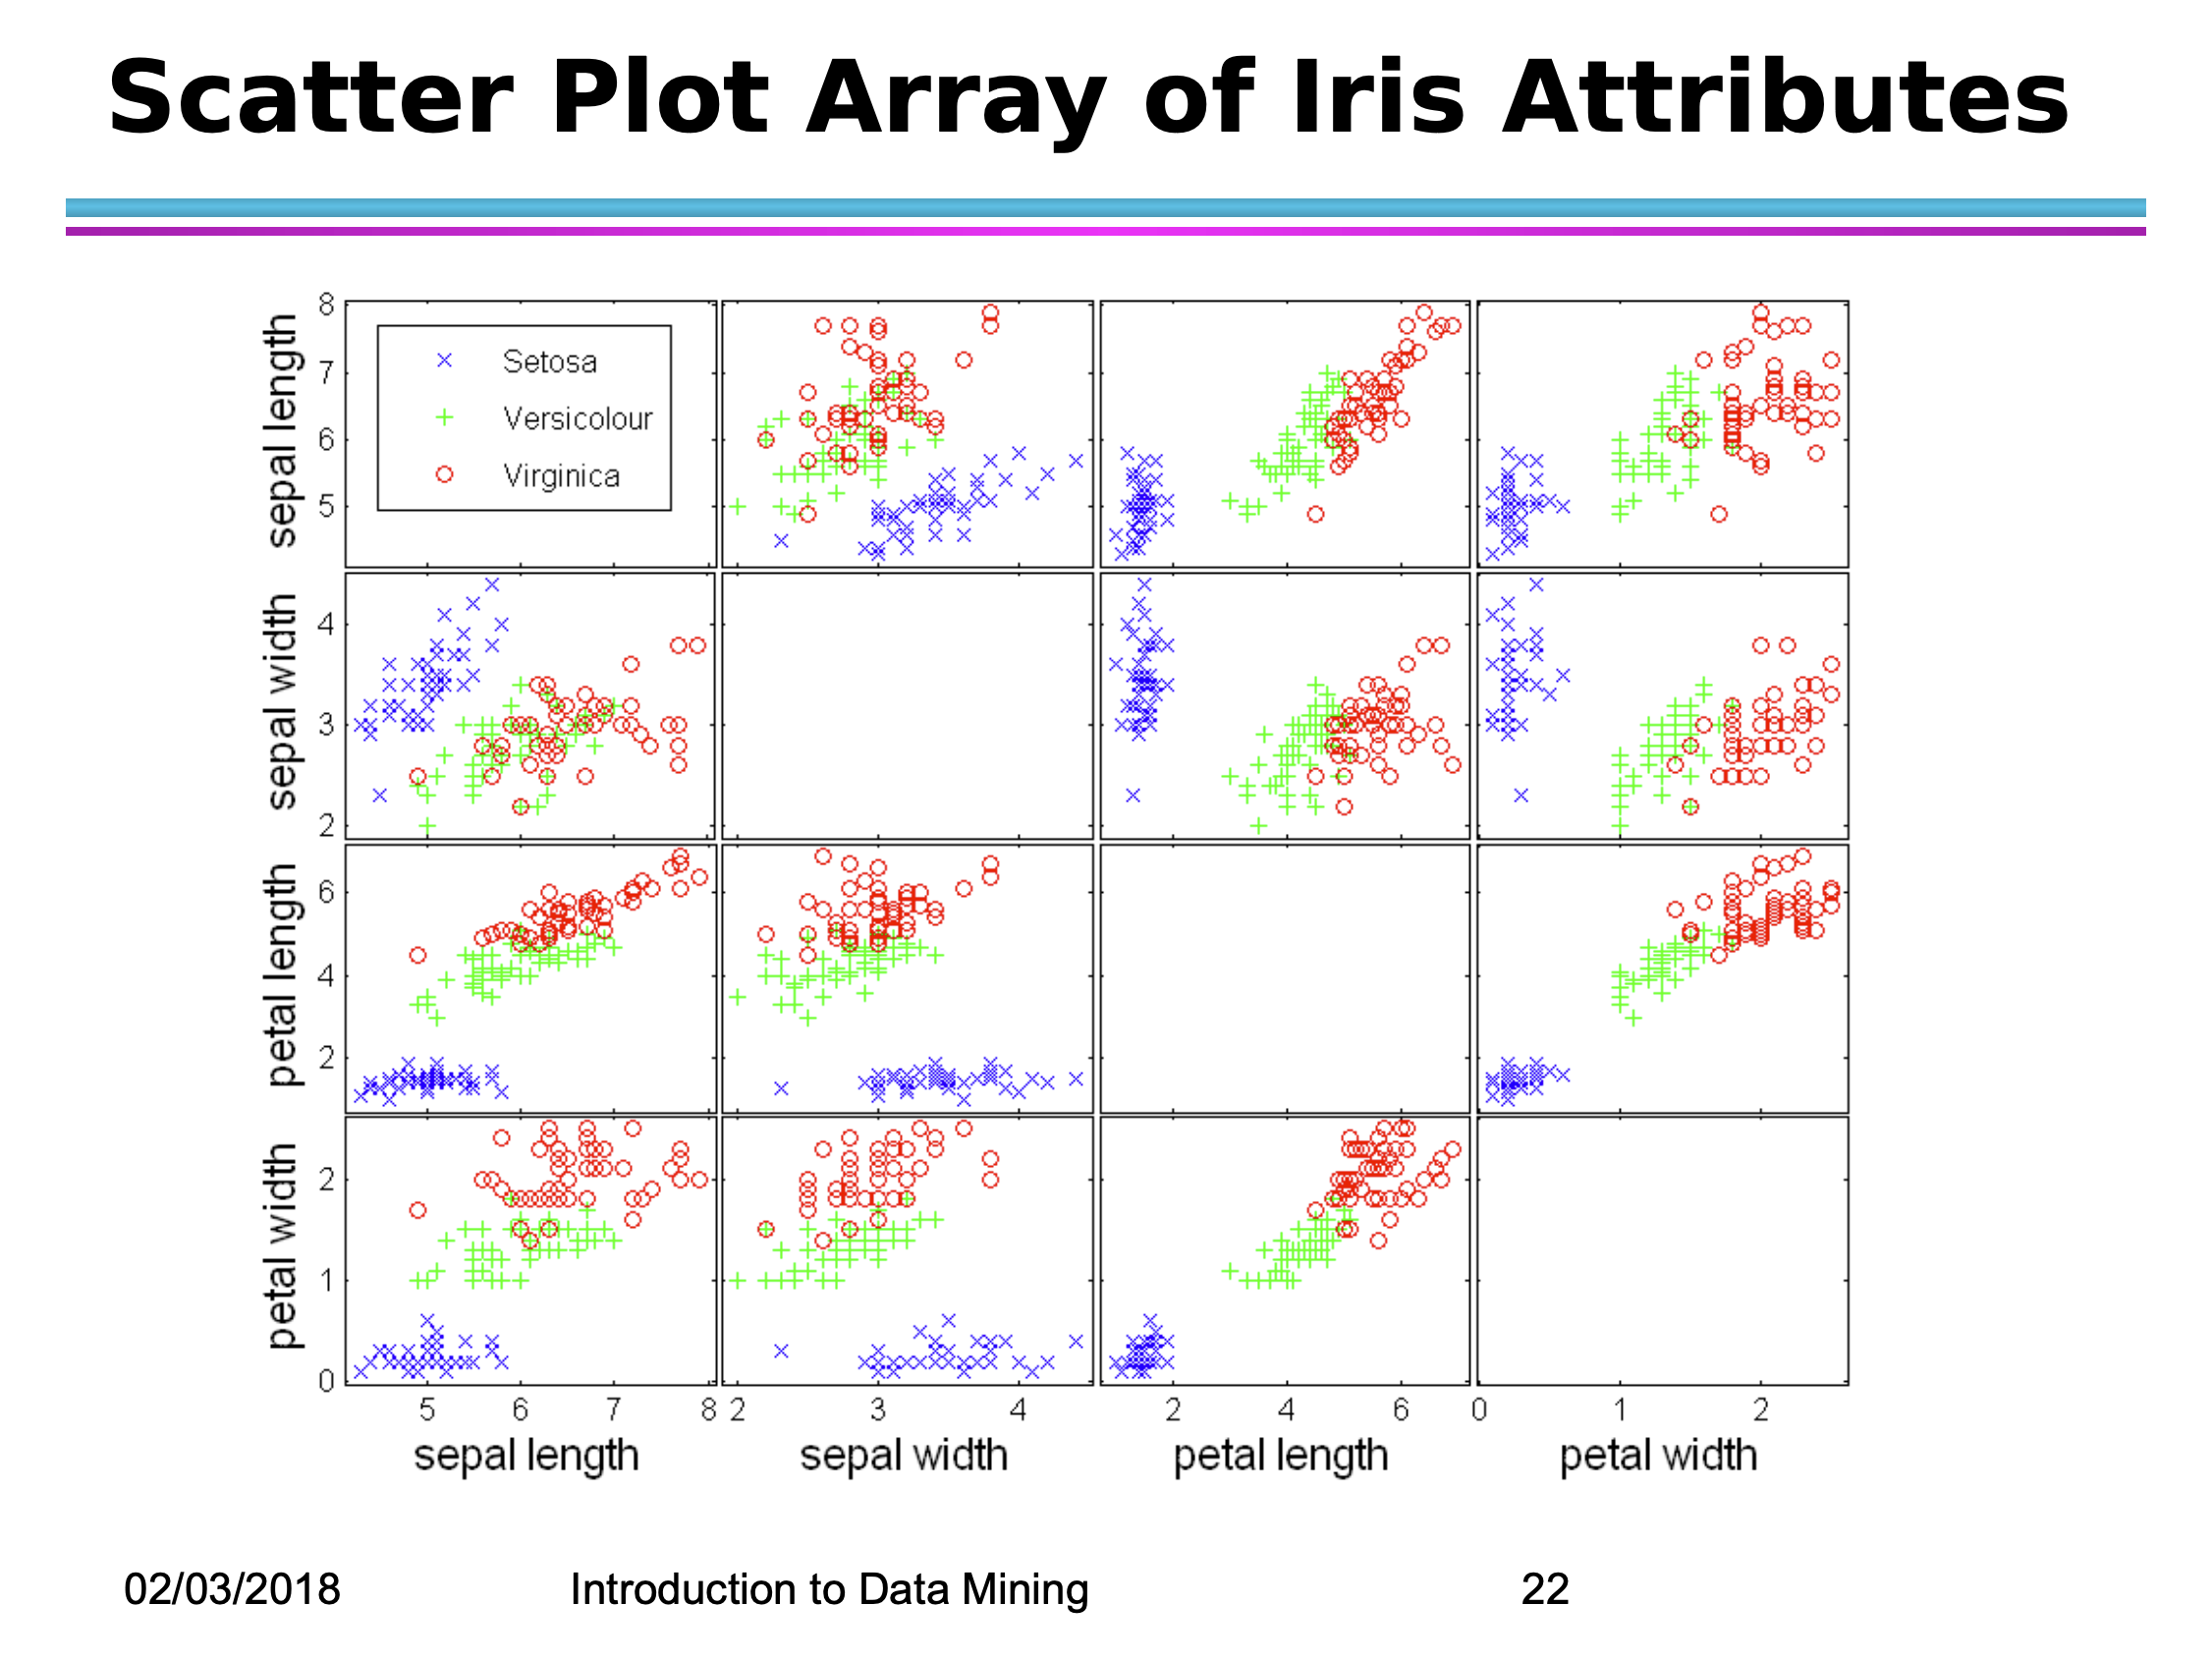 Scatter Plot Array of Iris Attributes
sepal length
8
7
6
5
Setosa
Versicolour
Virginica
sepal width
4
3
2
petal length
6
4
2
petal width
2
1
0
5 6 7 8 2 3 4 2 4 6 0 1 2
sepal length sepal width petal length petal width
02/03/2018 Introduction to Data Mining 22